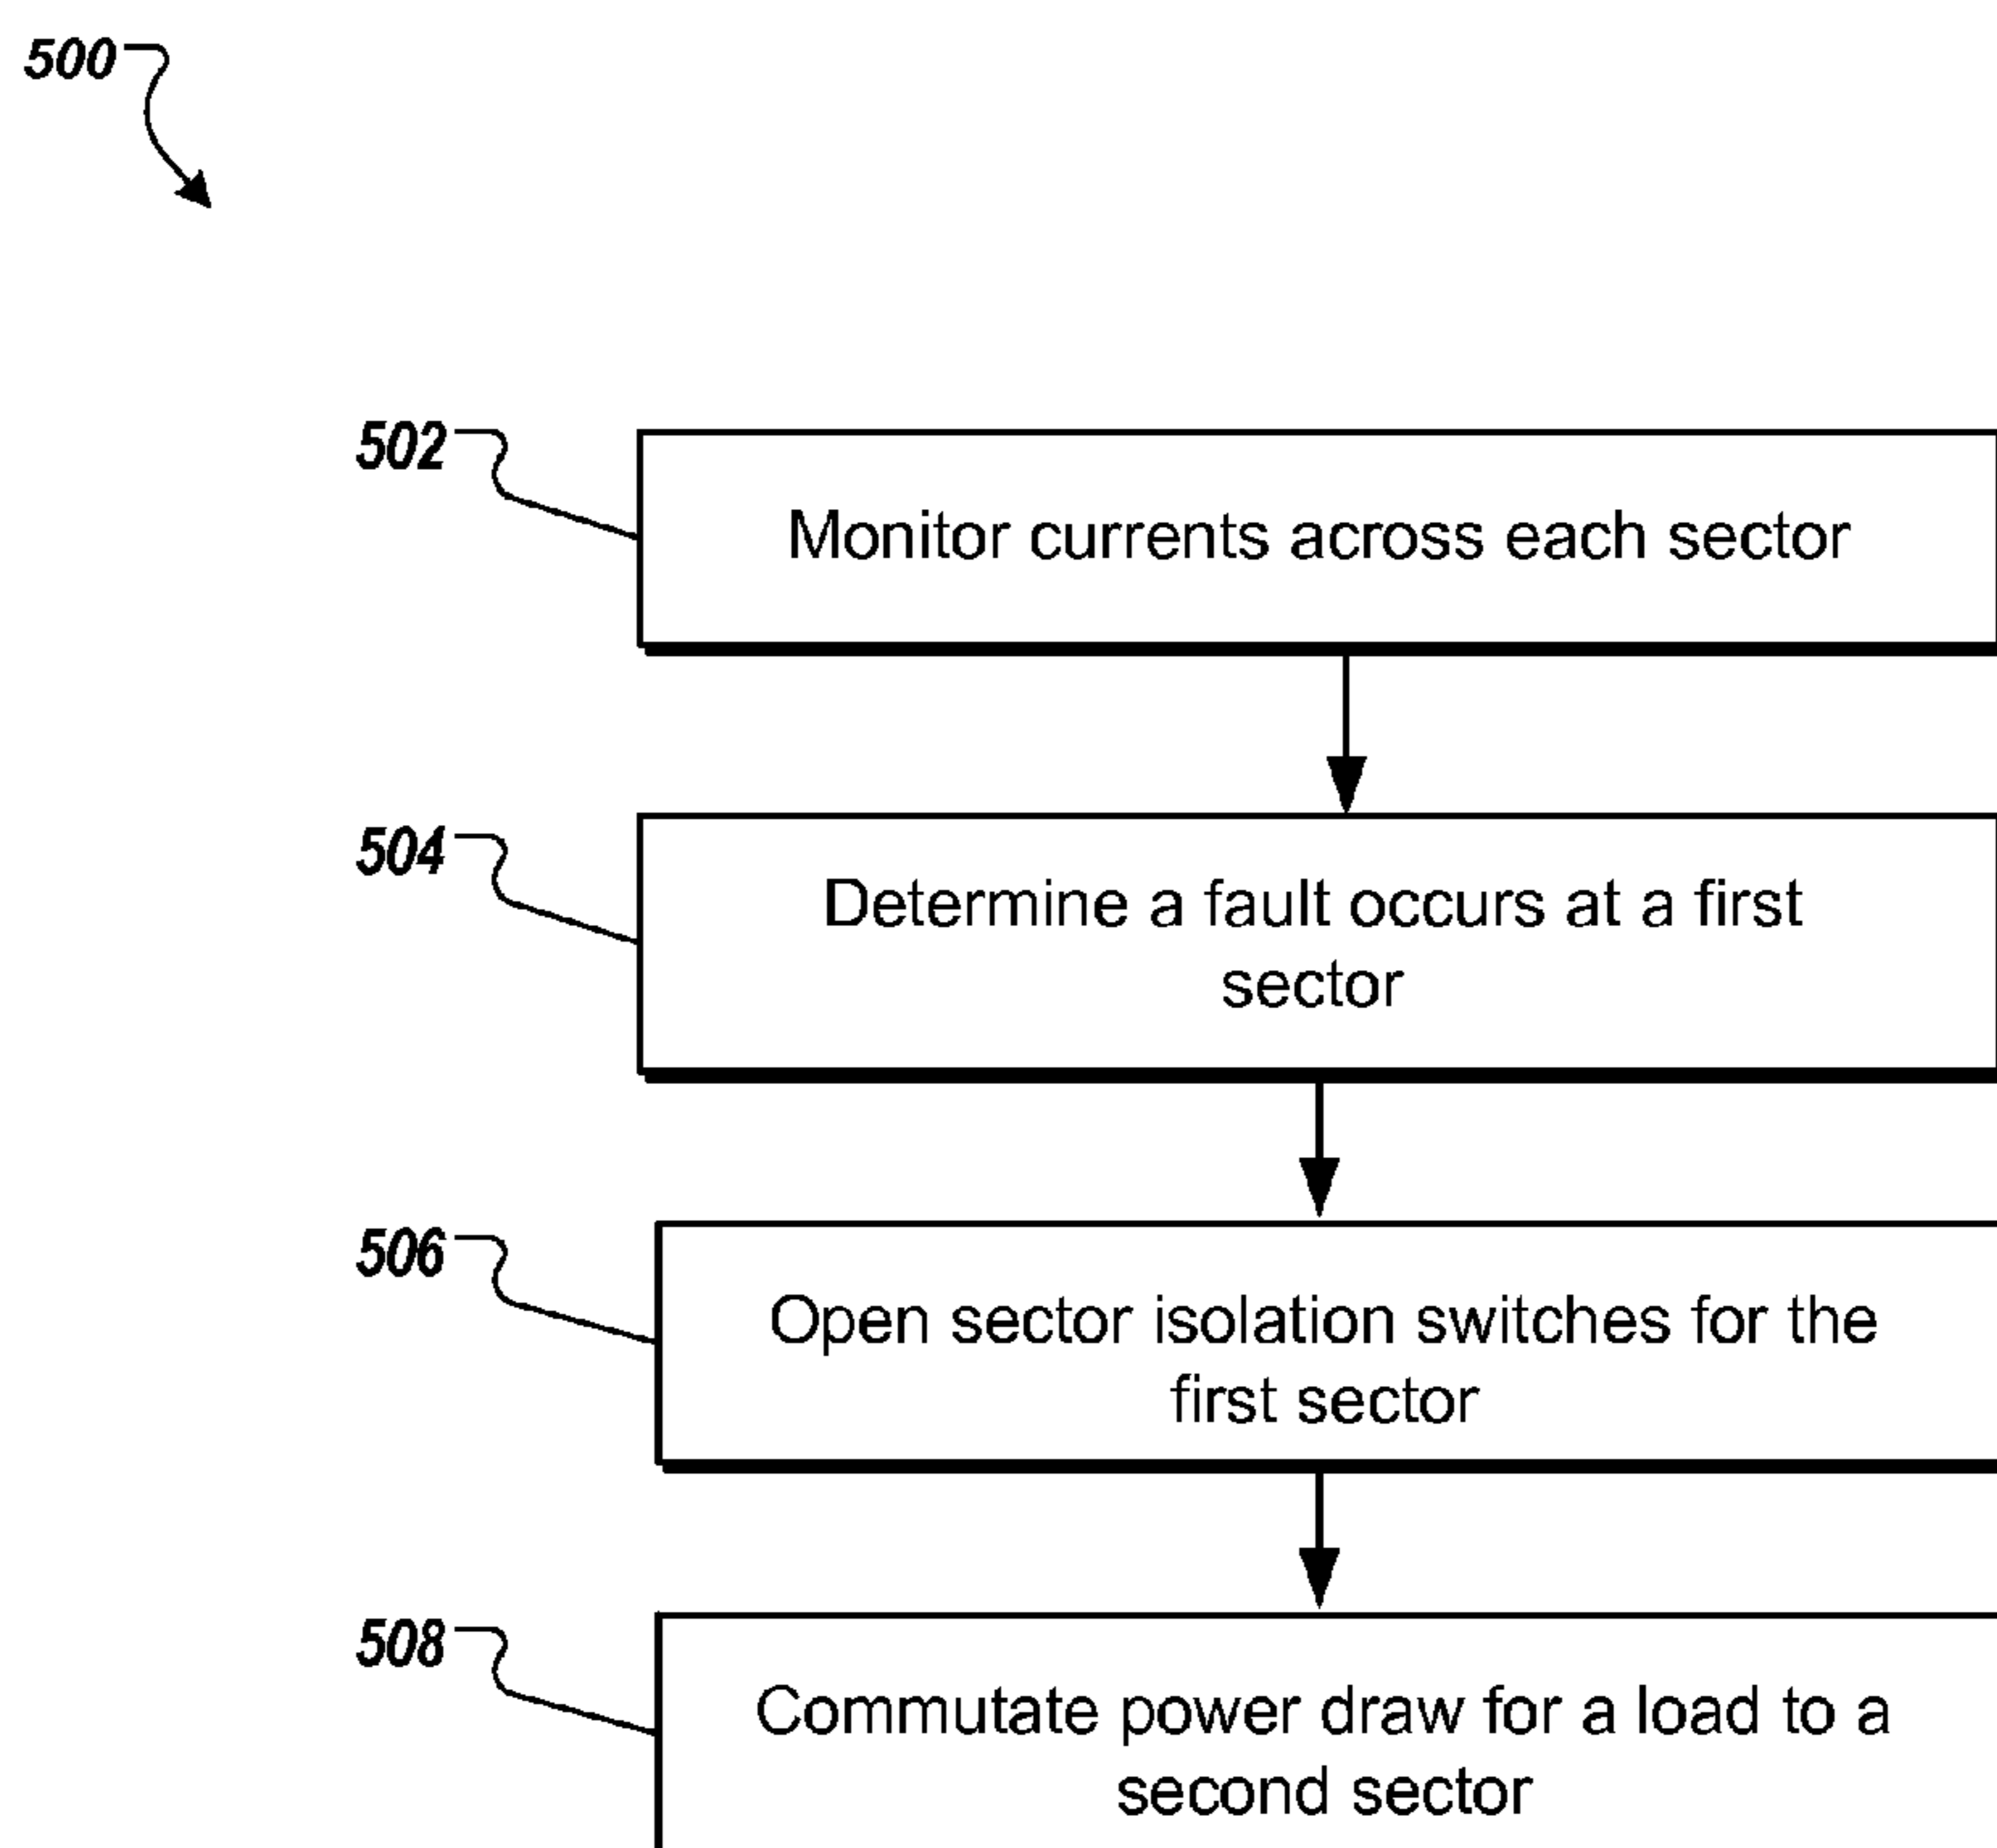 500
502
Monitor currents across each sector
504
Determine a fault occurs at a first
sector
506
Open sector isolation switches for the
first sector
508
Commutate power draw for a load to a
second sector